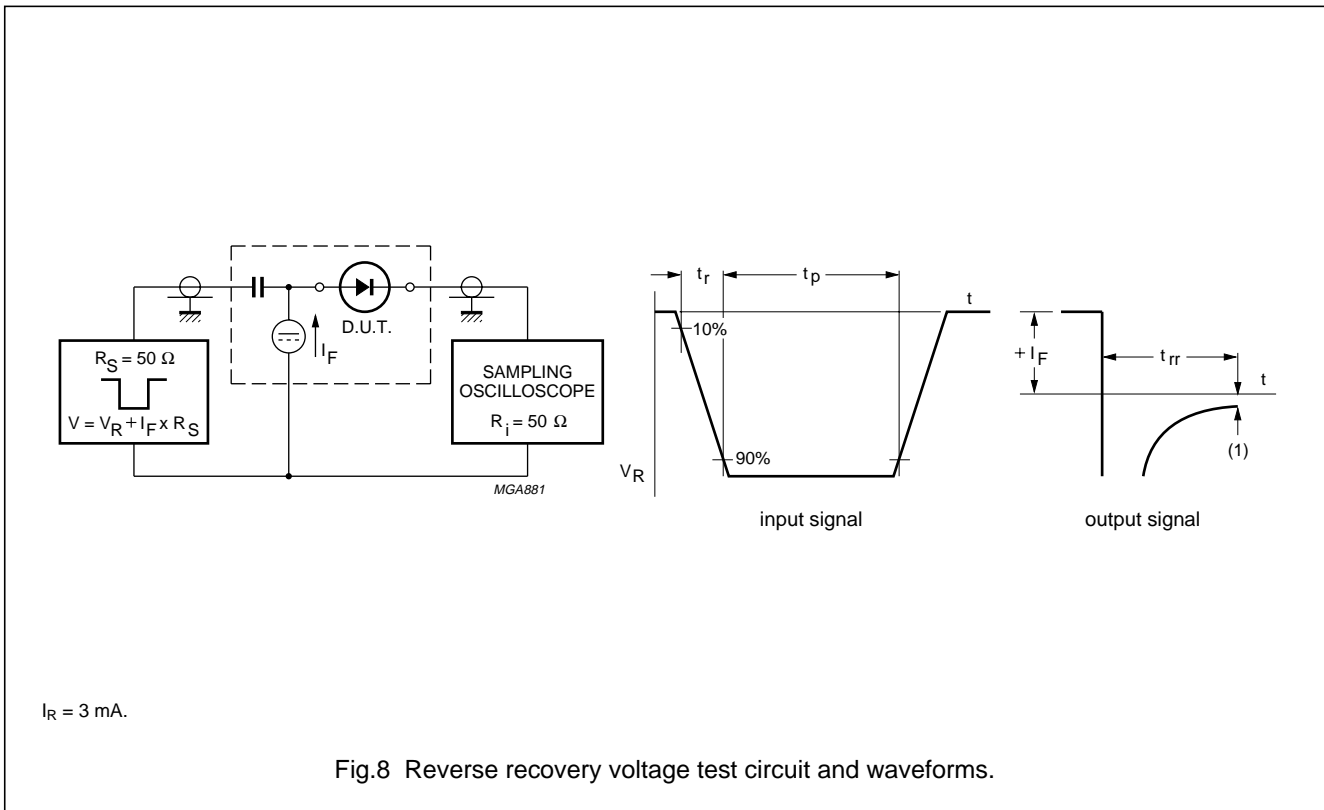 D.U.T.
I_F
R_S = 50 Ω
V = V_R + I_F x R_S
SAMPLING
OSCILLOSCOPE
R_i = 50 Ω
MGA881
t_r
t_p
t
10%
90%
V_R
input signal
+ I_F
t_rr
t
(1)
output signal
I_R = 3 mA.
Fig.8 Reverse recovery voltage test circuit and waveforms.